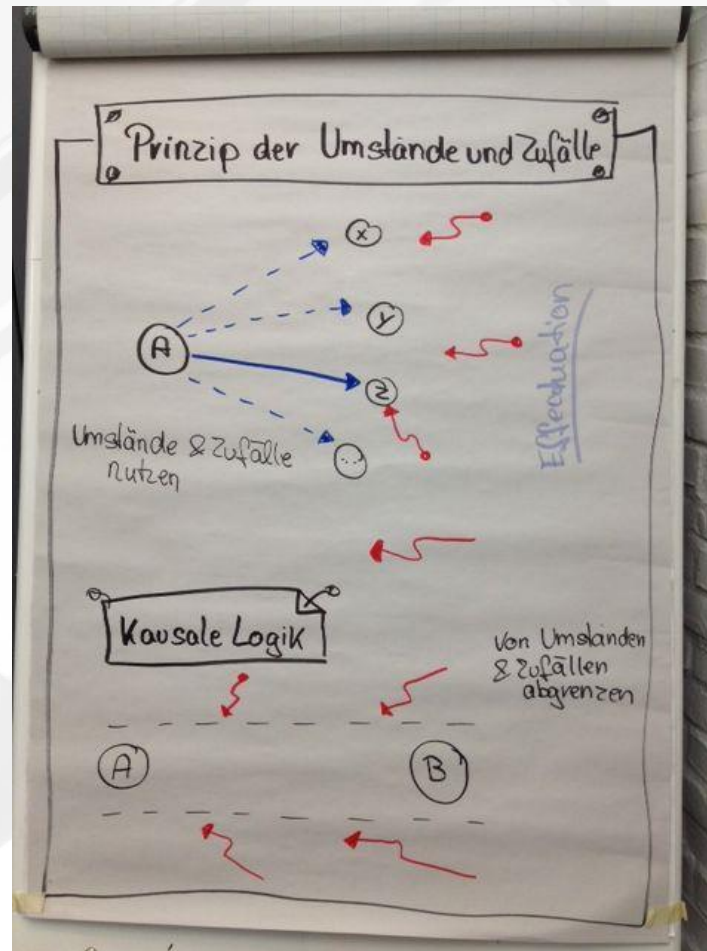 Prinzip der Umstände und Zufälle
x
y
A
z
...
Effectuation
Umstände & Zufälle
nutzen
Kausale Logik
Von Umständen
& Zufällen
abgrenzen
A
B